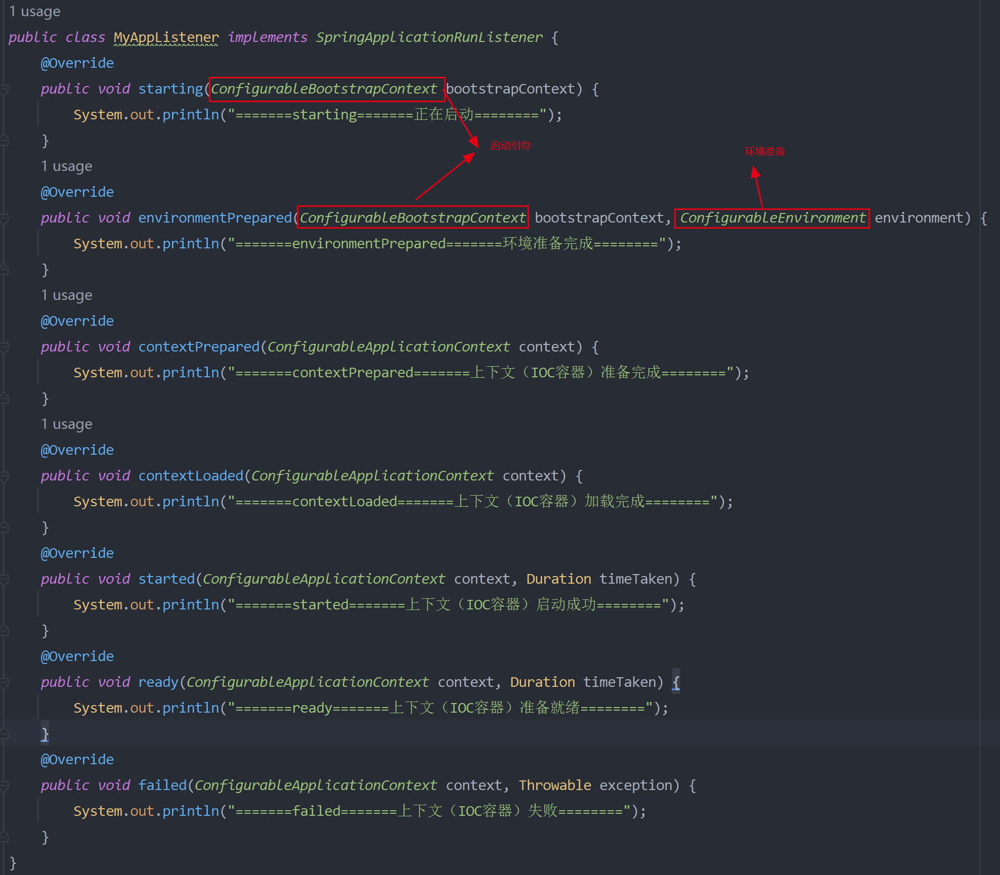 1 usage
public class MyAppListener implements SpringApplicationRunListener {
@Override
public void starting(ConfigurableBootstrapContext bootstrapContext) {
System.out.println("=======starting=======正在启动========");
}
启动引导
环境准备
1 usage
@Override
public void environmentPrepared(ConfigurableBootstrapContext bootstrapContext, ConfigurableEnvironment environment) {
System.out.println("=======environmentPrepared=======环境准备完成========");
}
1 usage
@Override
public void contextPrepared(ConfigurableApplicationContext context) {
System.out.println("=======contextPrepared=======上下文（IOC容器）准备完成========");
}
1 usage
@Override
public void contextLoaded(ConfigurableApplicationContext context) {
System.out.println("=======contextLoaded=======上下文（IOC容器）加载完成========");
}
@Override
public void started(ConfigurableApplicationContext context, Duration timeTaken) {
System.out.println("=======started=======上下文（IOC容器）启动成功========");
}
@Override
public void ready(ConfigurableApplicationContext context, Duration timeTaken) {
System.out.println("=======ready=======上下文（IOC容器）准备就绪========");
}
@Override
public void failed(ConfigurableApplicationContext context, Throwable exception) {
System.out.println("=======failed=======上下文（IOC容器）失败========");
}
}